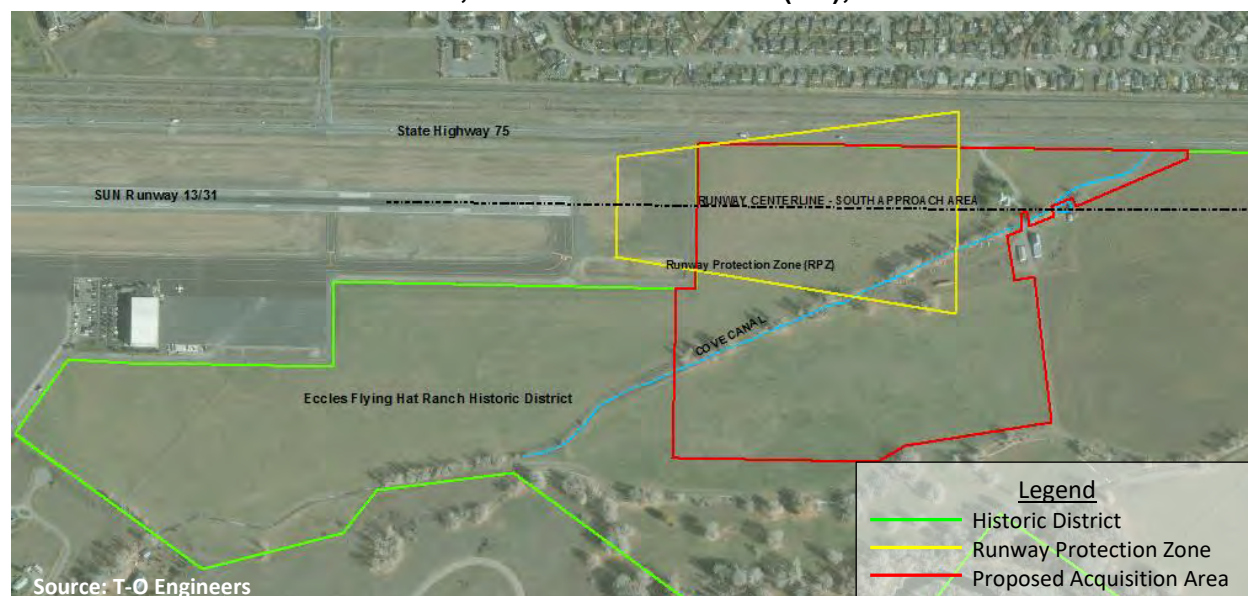 State Highway 75
SUN Runway 13/31
RUNWAY CENTERLINE - SOUTH APPROACH AREA
Runway Protection Zone (RPZ)
COVE CANAL
Eccles Flying Hat Ranch Historic District
Legend
Historic District
Runway Protection Zone
Proposed Acquisition Area
Source: T-O Engineers